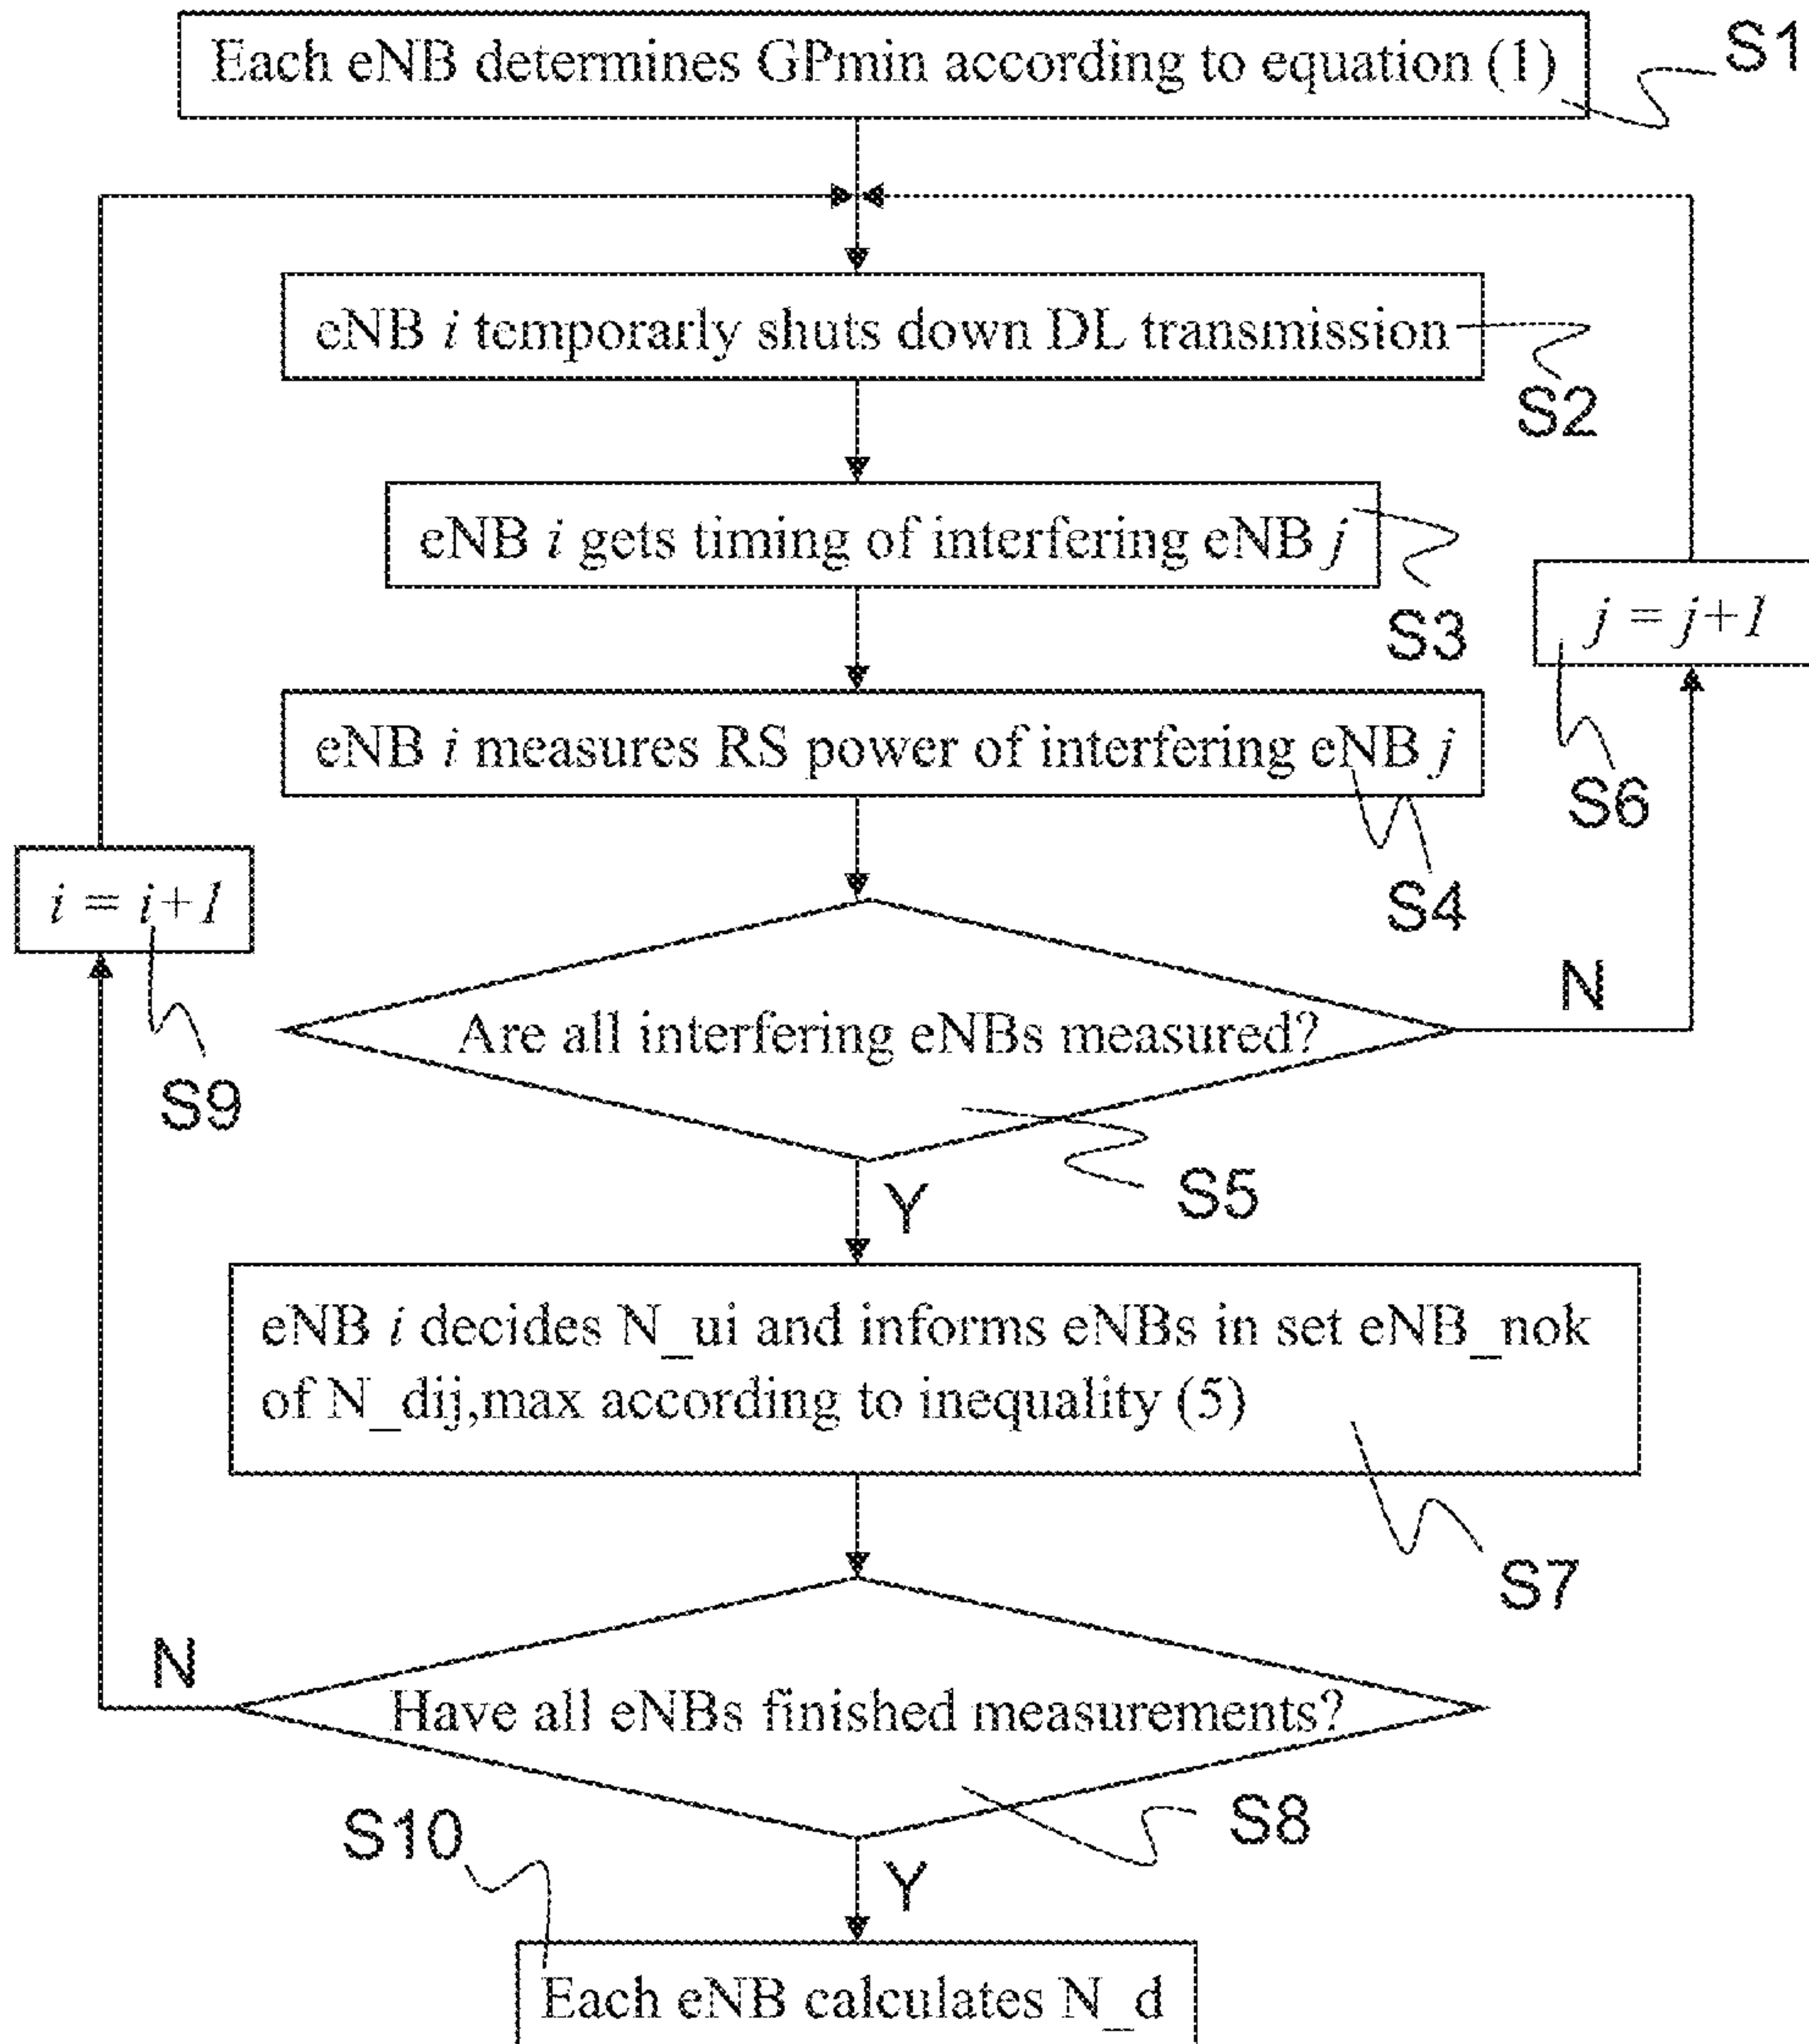 Each eNB determines GPmin according to equation (1)
S1
eNB i temporarly shuts down DL transmission
S2
eNB i gets timing of interfering eNB j
S3
j = j+1
S6
eNB i measures RS power of interfering eNB j
S4
i = i+1
S9
Are all interfering eNBs measured?
N
S5
Y
eNB i decides N_ui and informs eNBs in set eNB_nok
of N_dij,max according to inequality (5)
S7
Have all eNBs finished measurements?
N
S8
Y
S10
Each eNB calculates N_d